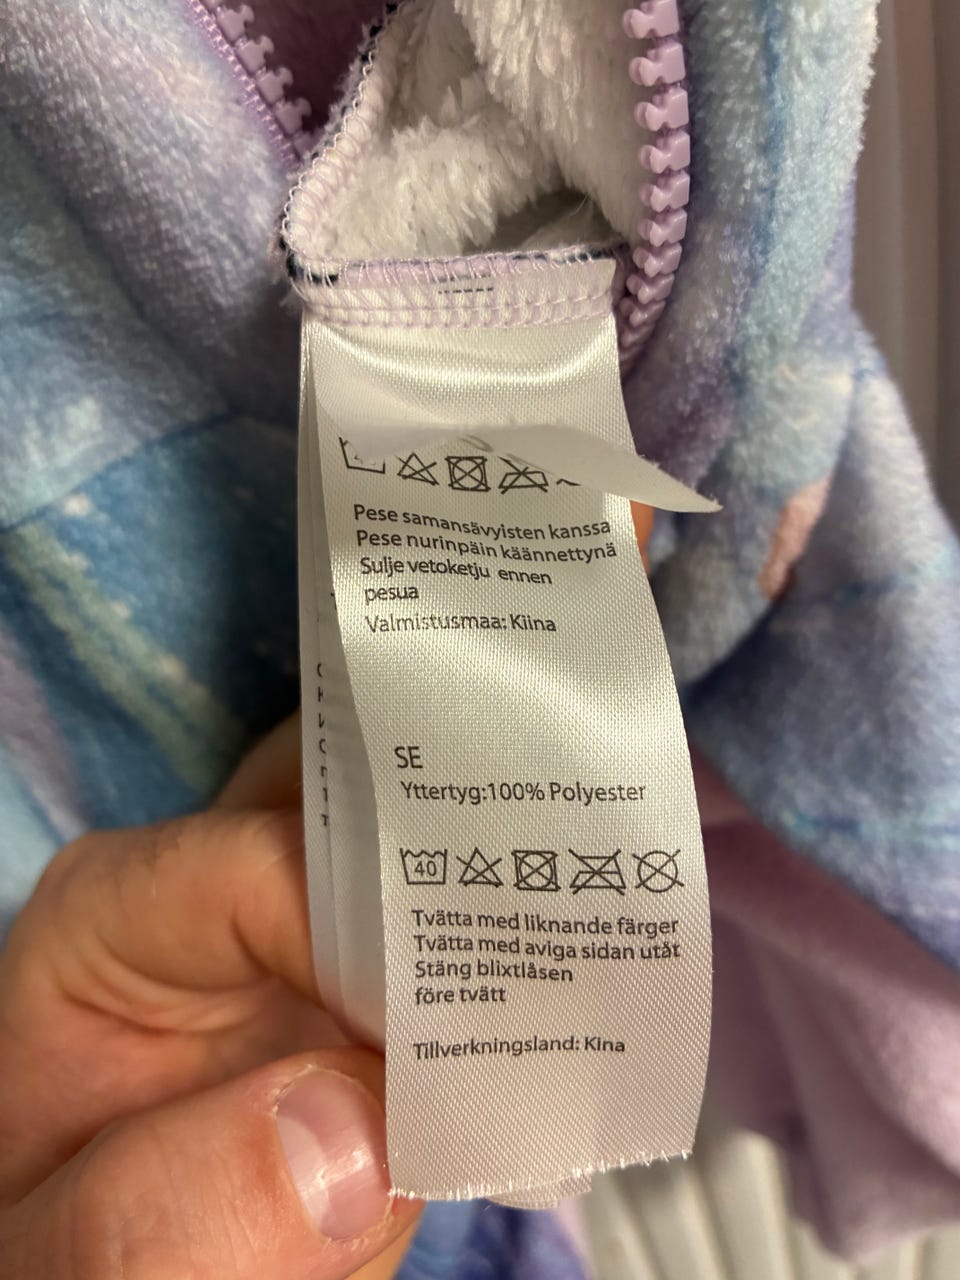 Pese samansävyisten kanssa
Pese nurinpäin käännettynä
Sulje vetoketju ennen
pesua
Valmistusmaa: Kiina
SE
Yttertyg:100% Polyester
40
Tvätta med liknande färger
Tvätta med aviga sidan utåt
Stäng blixtlåsen
före tvätt
Tillverkningsland: Kina